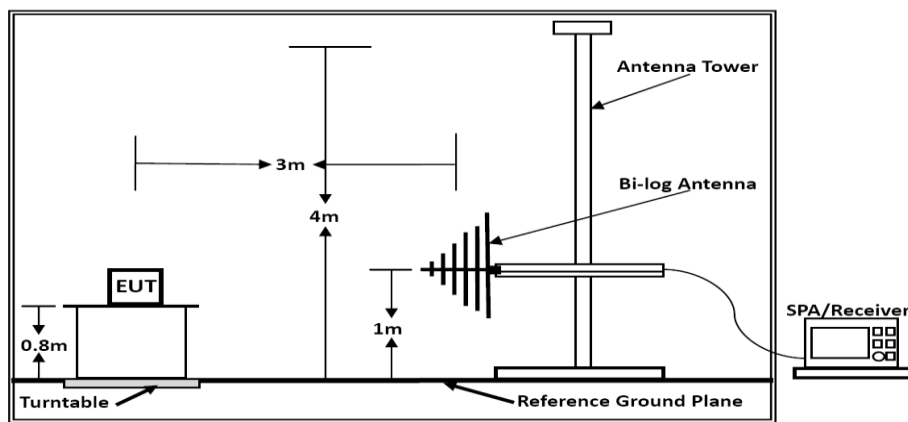 Antenna Tower
3m
Bi-log Antenna
4m
EUT
SPA/Receiver
1m
0.8m
Turntable
Reference Ground Plane